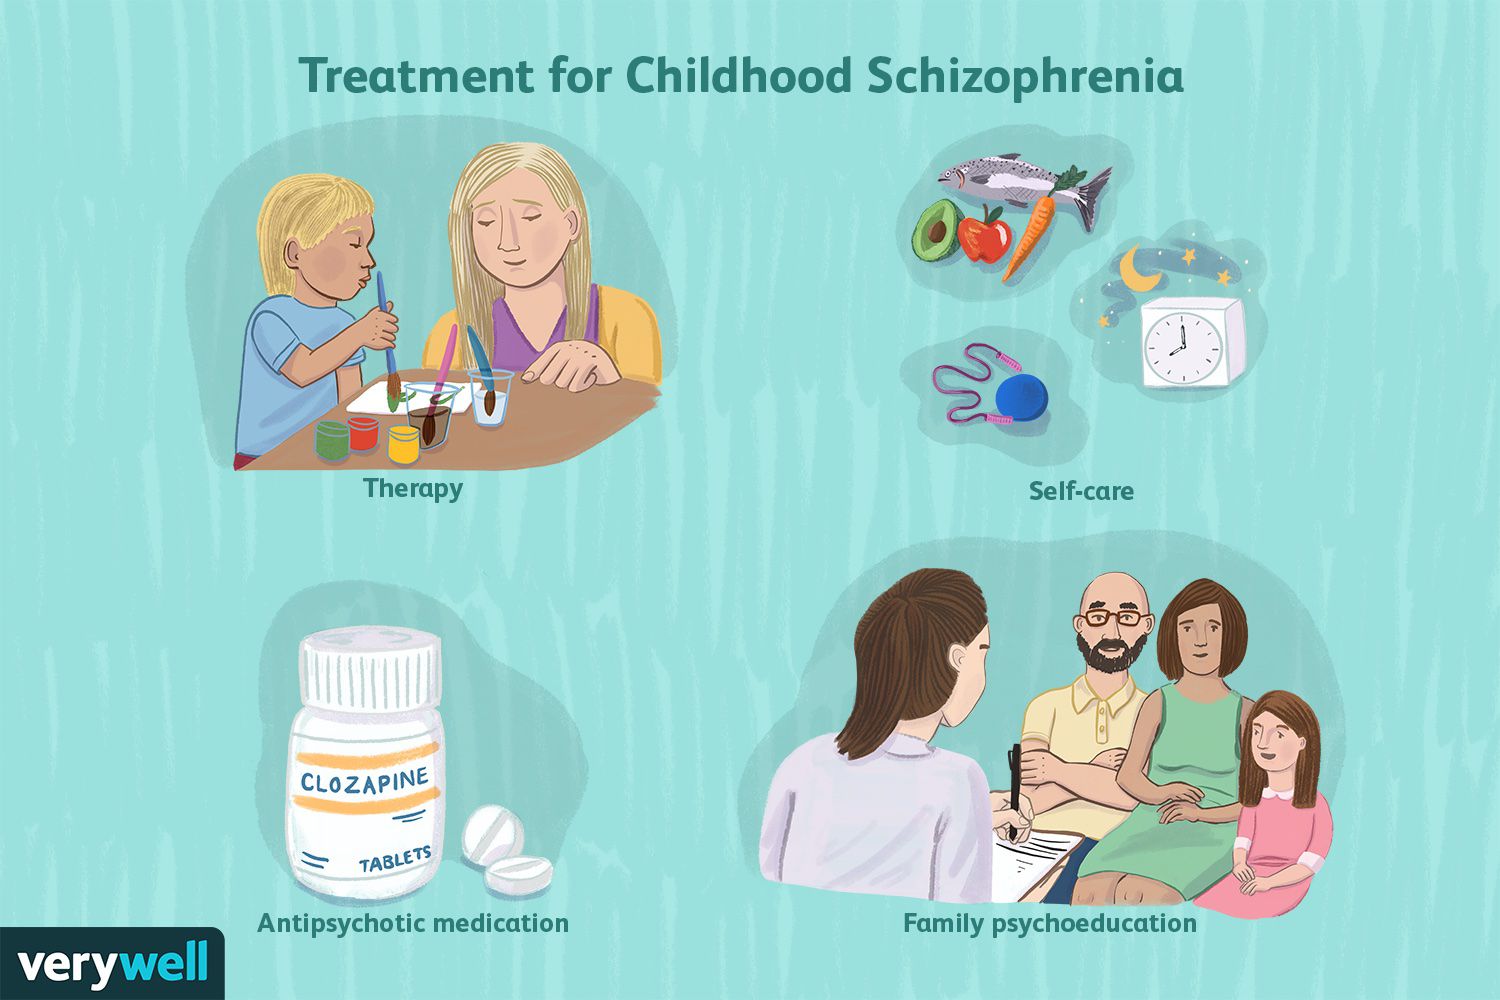 Treatment for Childhood Schizophrenia
Therapy
Self-care
CLOZAPINE
TABLETS
Antipsychotic medication
Family psychoeducation
verywell